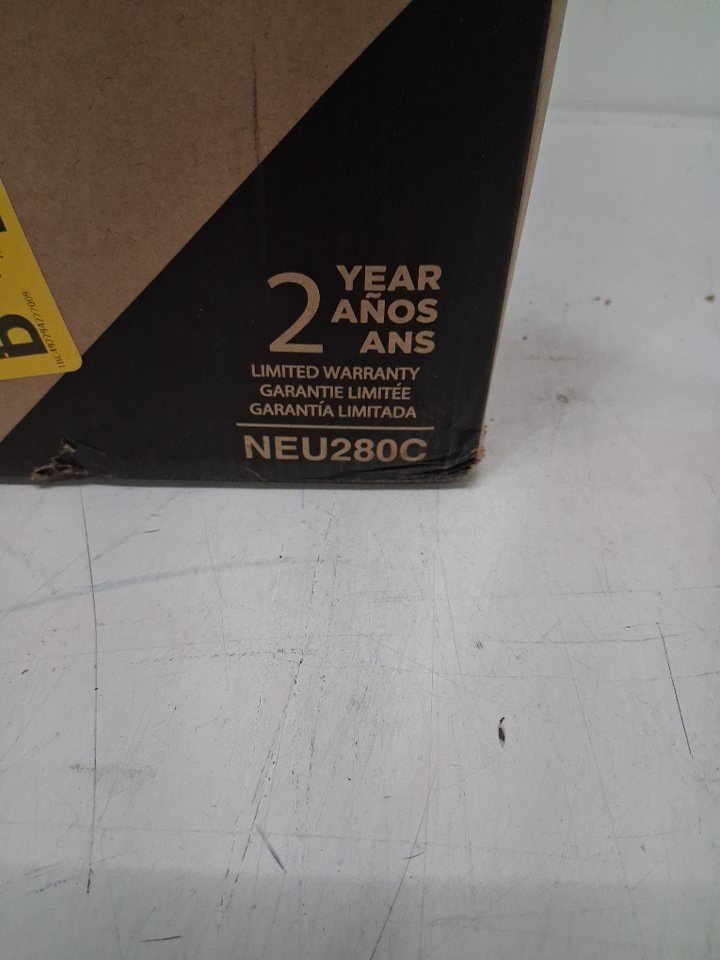 2 YEAR
AÑOS
ANS
LIMITED WARRANTY
GARANTIE LIMITÉE
GARANTÍA LIMITADA
NEU280C